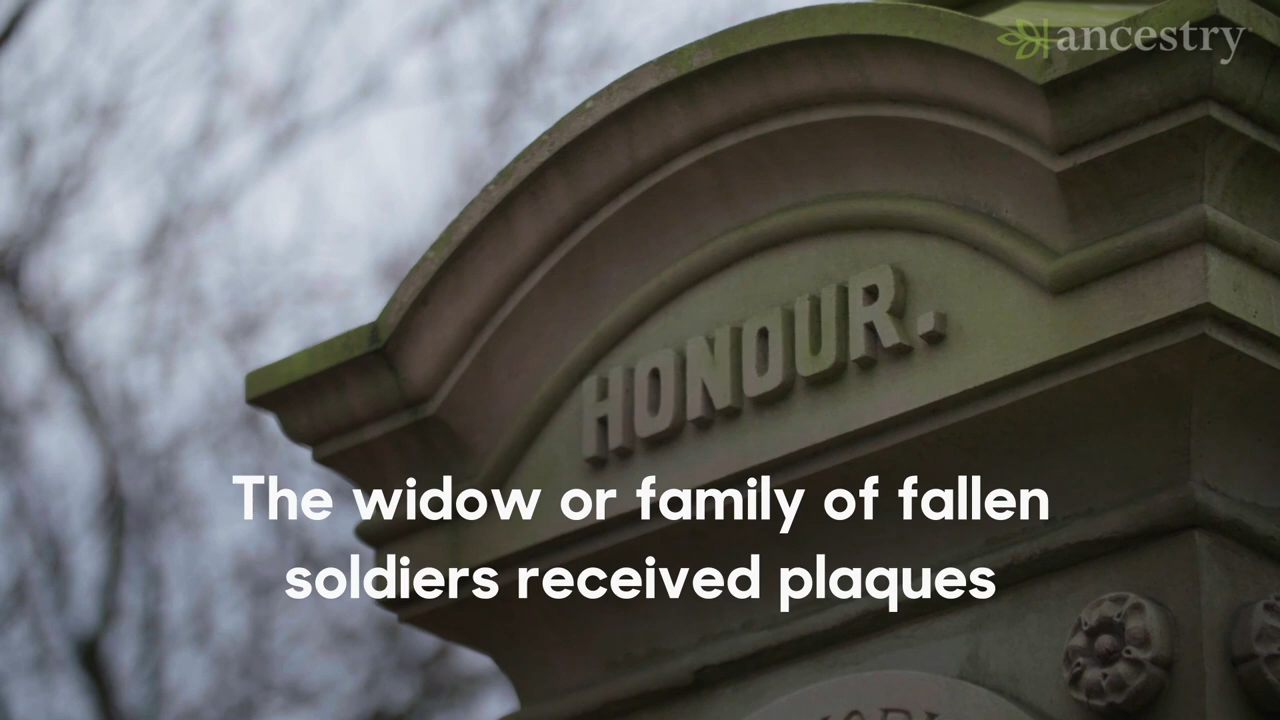 ancestry
HONOUR.
The widow or family of fallen
soldiers received plaques